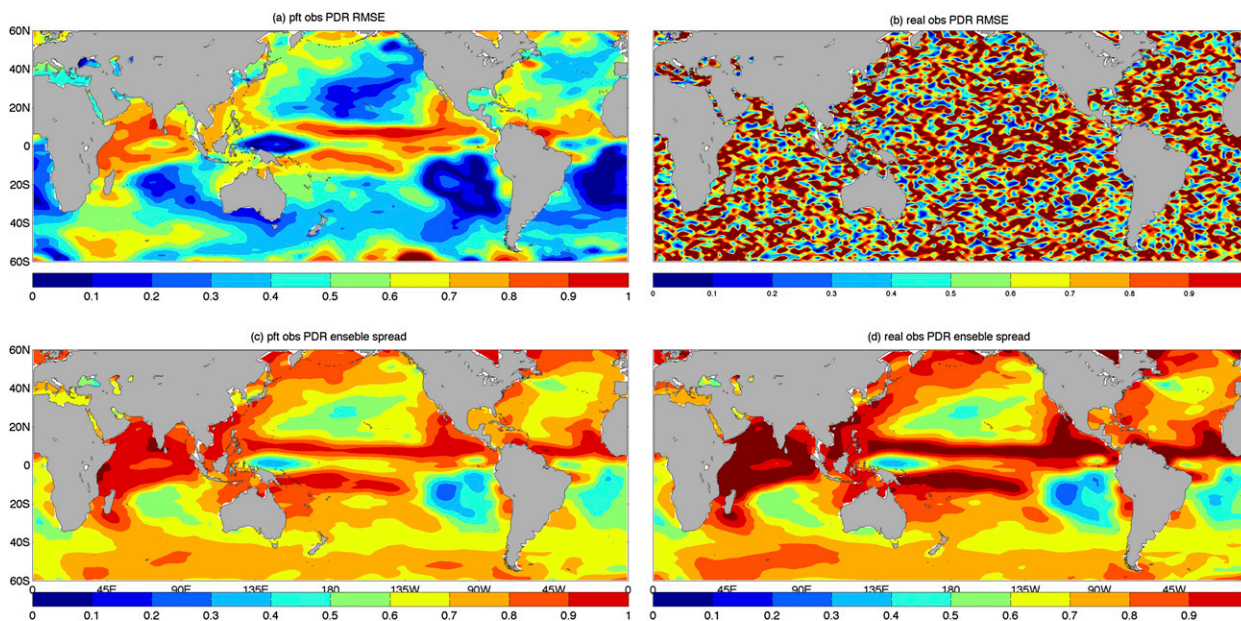 (a) pft obs PDR RMSE
(b) real obs PDR RMSE
60N
40N
20N
0
20S
40S
60S
0 0.1 0.2 0.3 0.4 0.5 0.6 0.7 0.8 0.9 1
0 0.1 0.2 0.3 0.4 0.5 0.6 0.7 0.8 0.9
(c) pft obs PDR enseble spread
(d) real obs PDR enseble spread
60N
40N
20N
0
20S
40S
60S
0 45E 90E 135E 180 135W 90W 45W 0
0 45E 90E 135E 180 135W 90W 45W
0 0.1 0.2 0.3 0.4 0.5 0.6 0.7 0.8 0.9 1
0 0.1 0.2 0.3 0.4 0.5 0.6 0.7 0.8 0.9